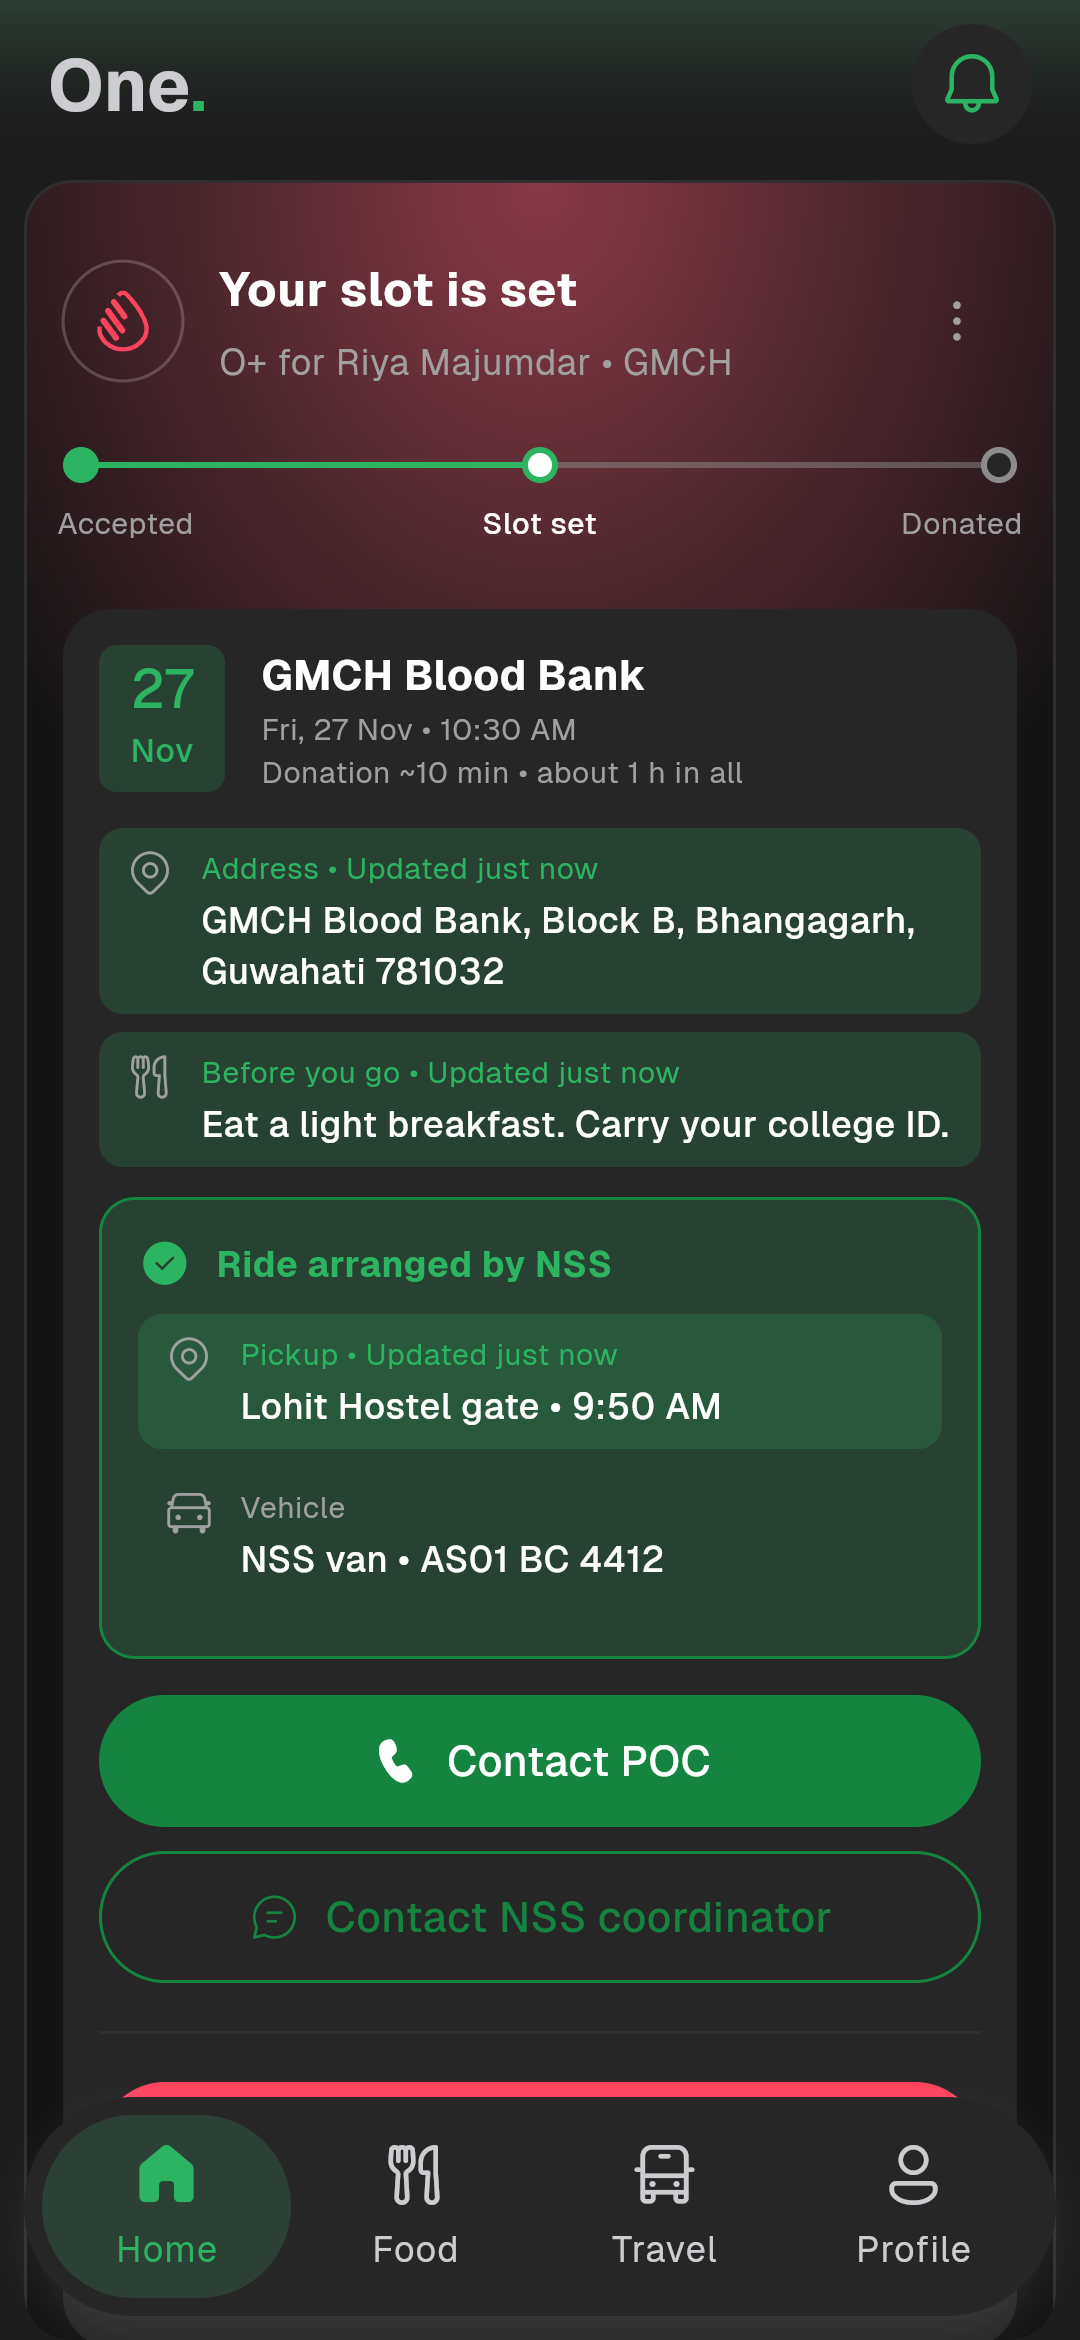 One.
Your slot is set
O+ for Riya Majumdar • GMCH
Accepted
Slot set
Donated
27
Nov
GMCH Blood Bank
Fri, 27 Nov • 10:30 AM
Donation ~10 min • about 1 h in all
Address • Updated just now
GMCH Blood Bank, Block B, Bhangagarh,
Guwahati 781032
Before you go • Updated just now
Eat a light breakfast. Carry your college ID.
Ride arranged by NSS
Pickup • Updated just now
Lohit Hostel gate • 9:50 AM
Vehicle
NSS van • AS01 BC 4412
Contact POC
Contact NSS coordinator
Home
Food
Travel
Profile